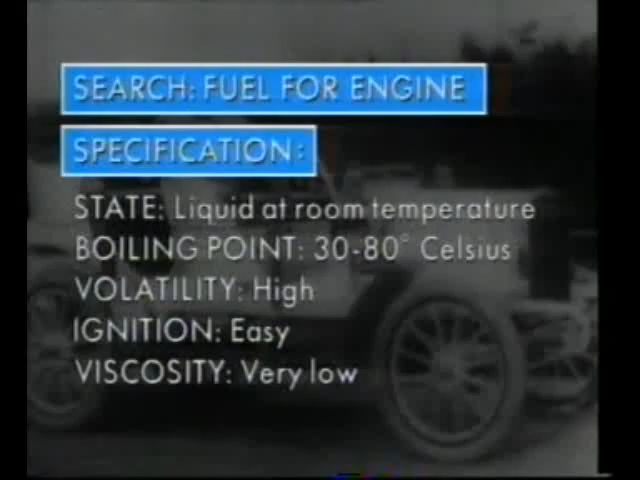 SEARCH: FUEL FOR ENGINE
SPECIFICATION:
STATE: Liquid at room temperature
BOILING POINT: 30-80° Celsius
VOLATILITY: High
IGNITION: Easy
VISCOSITY: Very low